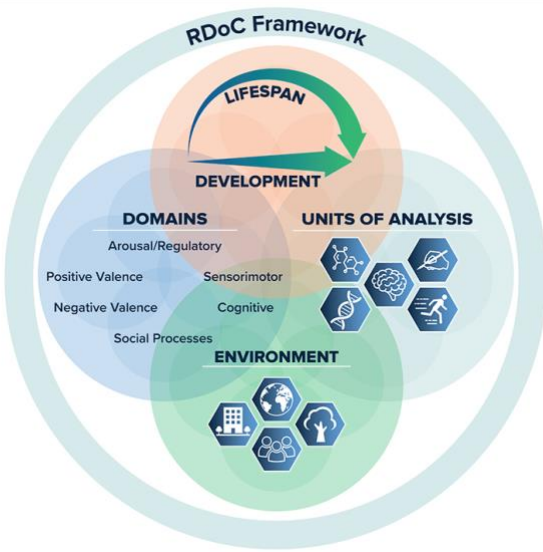 RDoC Framework
LIFESPAN
DEVELOPMENT
DOMAINS
Arousal/Regulatory
Positive Valence
Sensorimotor
Negative Valence
Cognitive
Social Processes
UNITS OF ANALYSIS
ENVIRONMENT